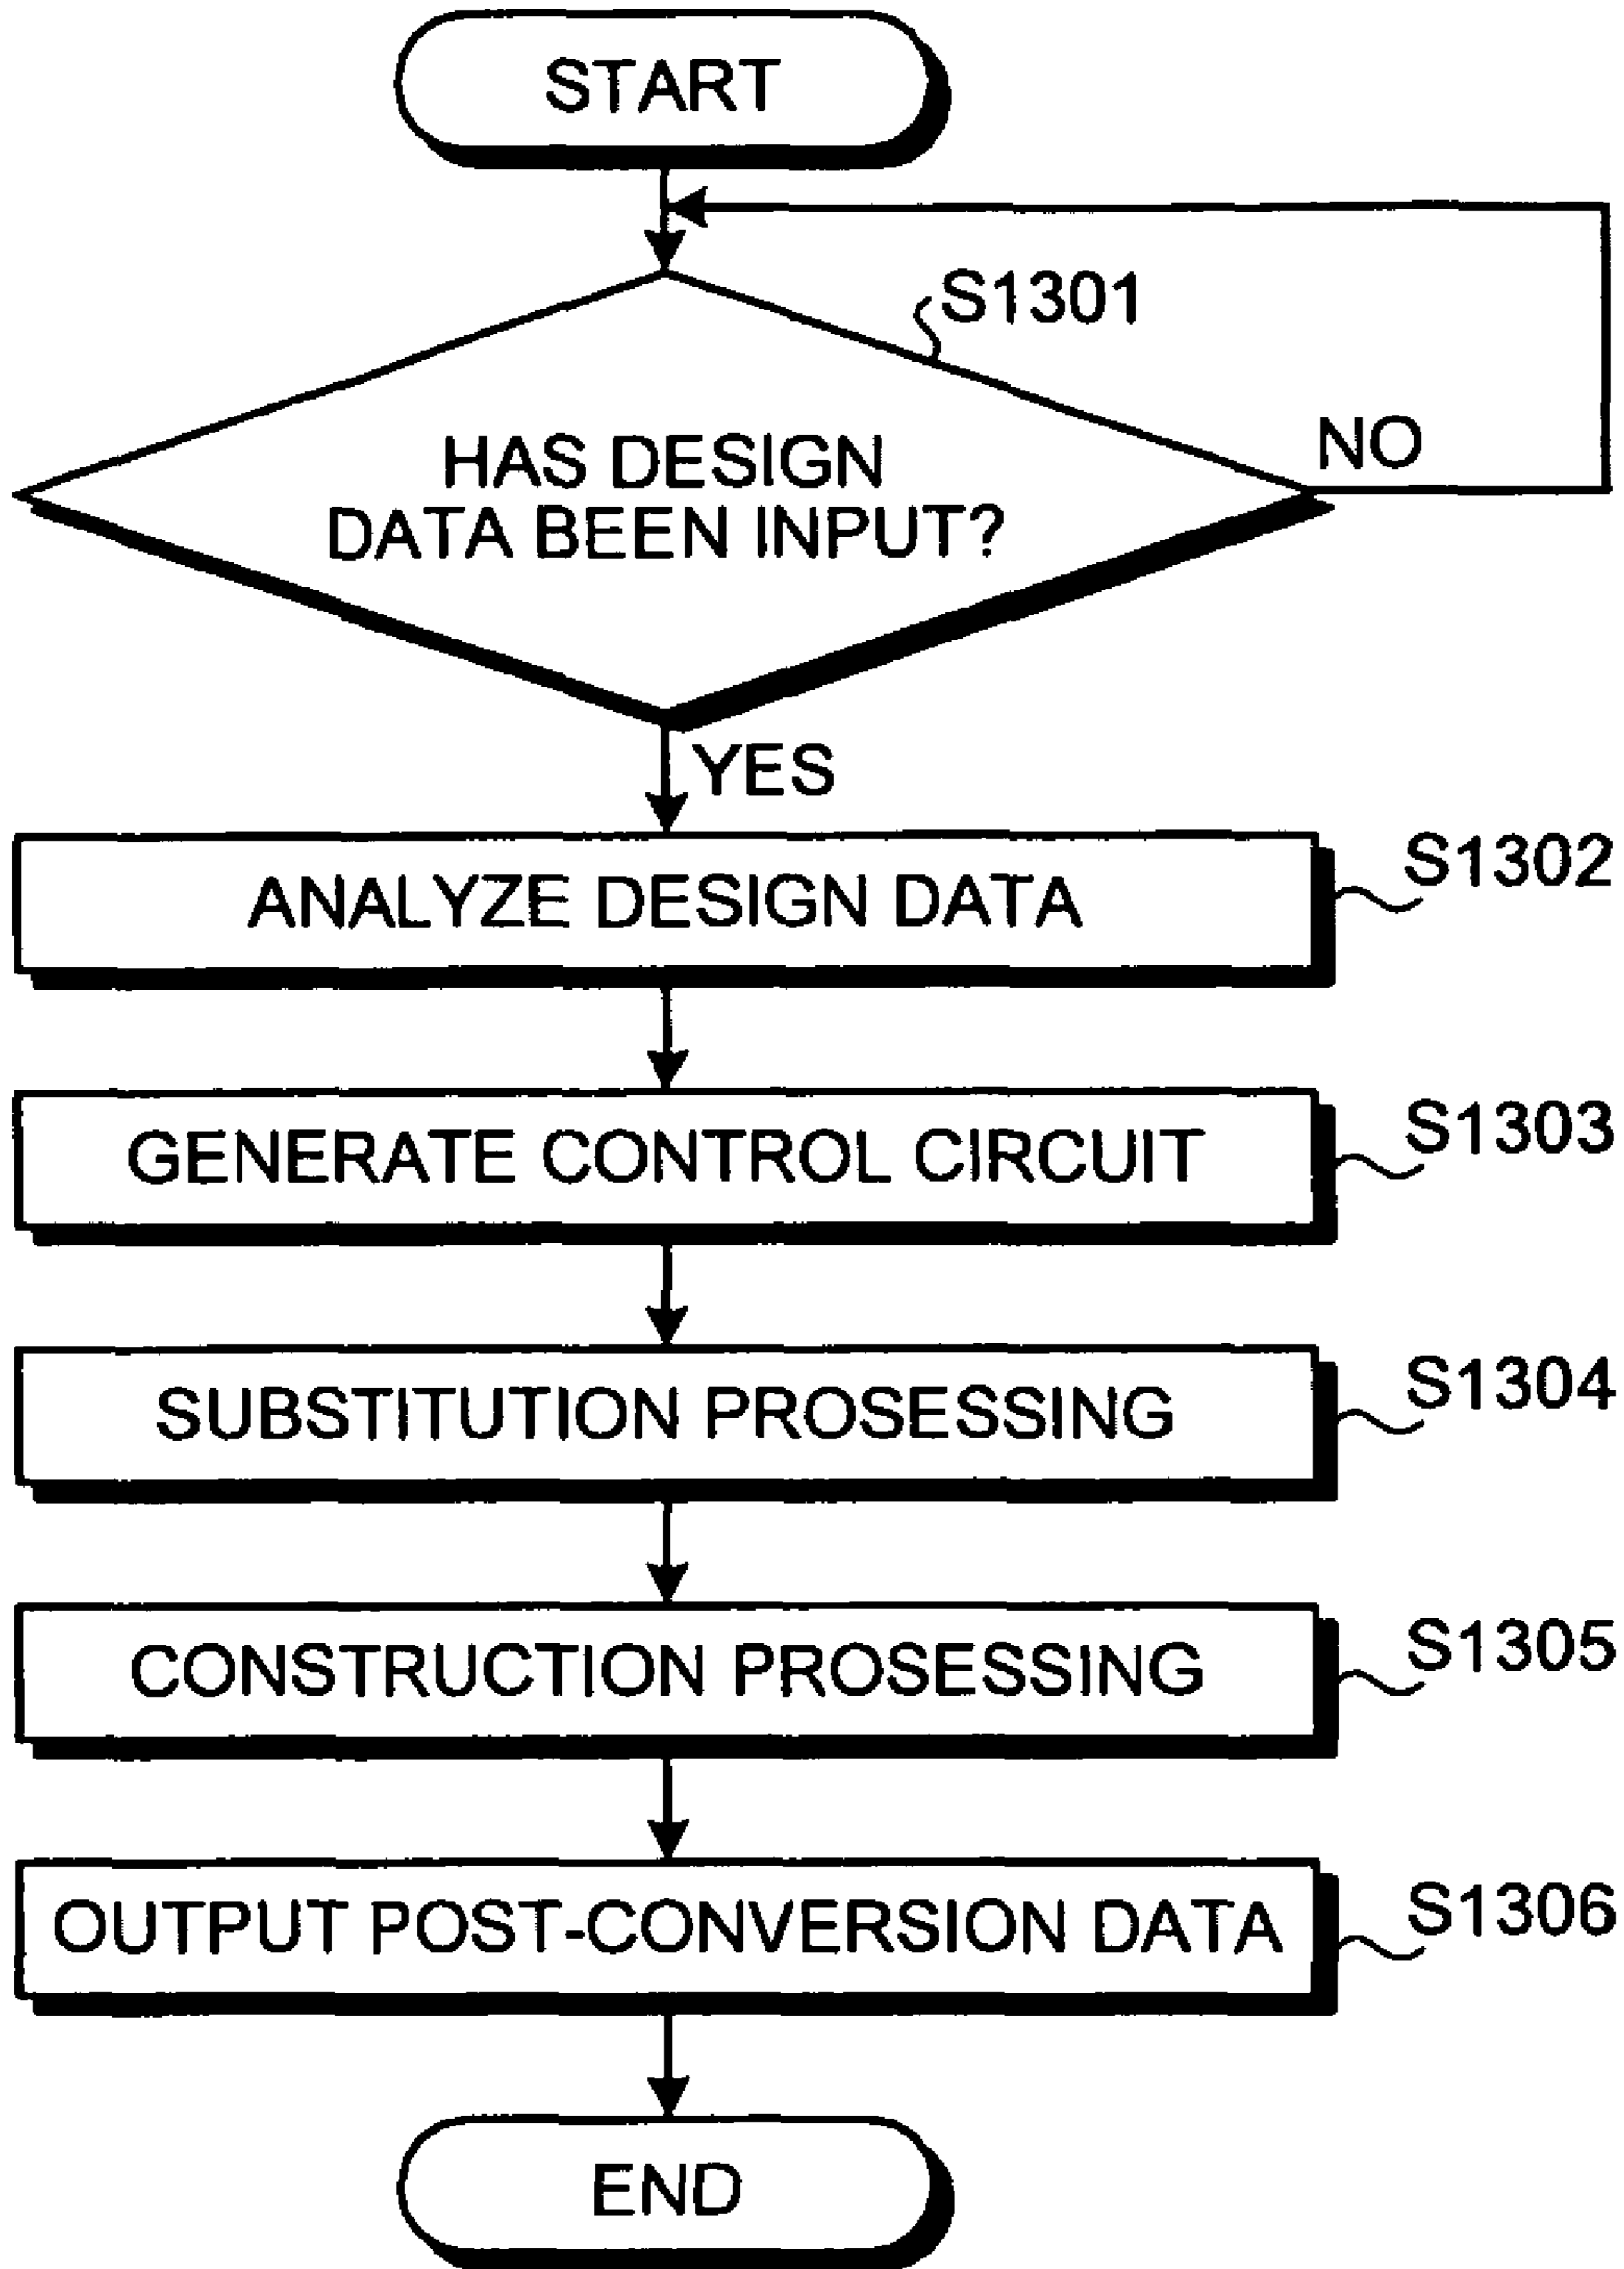 START
S1301
HAS DESIGN
DATA BEEN INPUT?
NO
YES
ANALYZE DESIGN DATA
S1302
GENERATE CONTROL CIRCUIT
S1303
SUBSTITUTION PROSESSING
S1304
CONSTRUCTION PROSESSING
S1305
OUTPUT POST-CONVERSION DATA
S1306
END